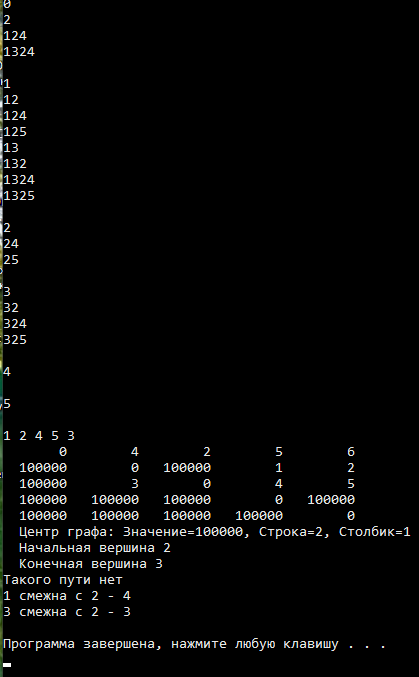 0
2
124
1324
1
12
124
125
13
132
1324
1325
2
24
25
3
32
324
325
4
5
1 2 4 5 3
0 4 2 5 6
100000 0 100000 1 2
100000 3 0 4 5
100000 100000 100000 0 100000
100000 100000 100000 100000 0
Центр графа: Значение=100000, Строка=2, Столбик=1
Начальная вершина 2
Конечная вершина 3
Такого пути нет
1 смежна с 2 - 4
3 смежна с 2 - 3
Программа завершена, нажмите любую клавишу . . .